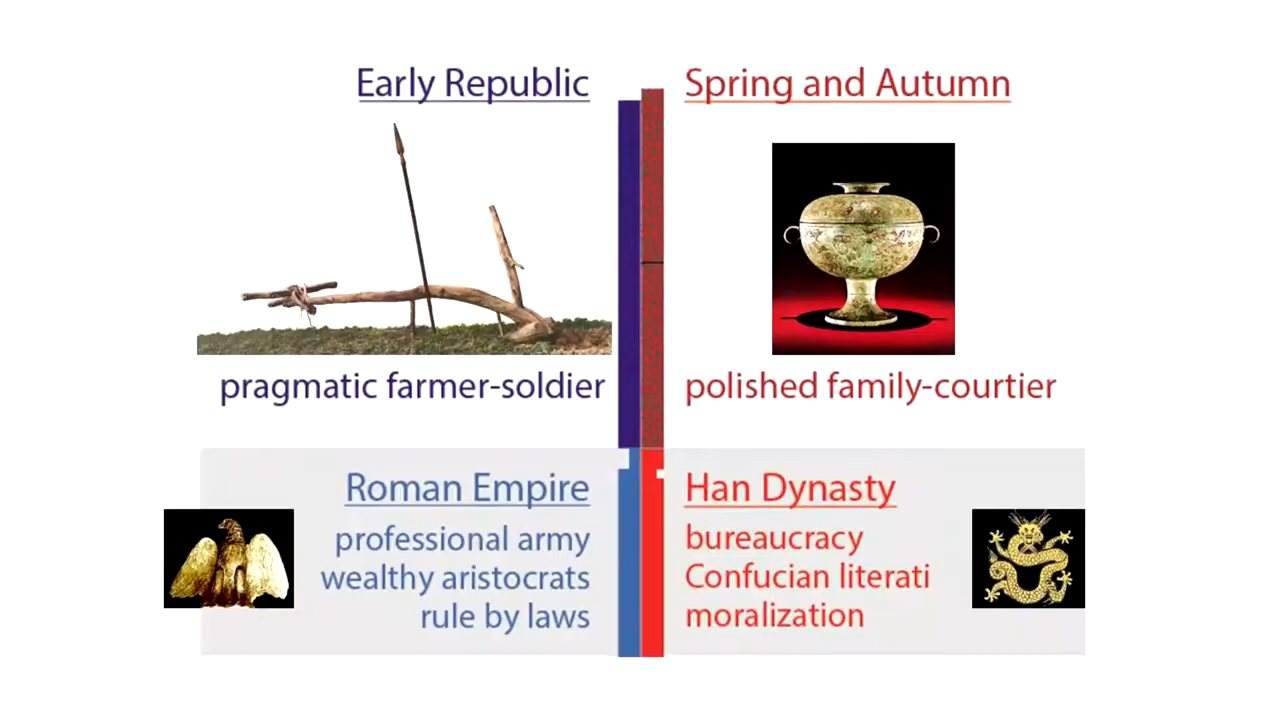 Early Republic
Spring and Autumn
pragmatic farmer-soldier
polished family-courtier
Roman Empire
professional army
wealthy aristocrats
rule by laws
Han Dynasty
bureaucracy
Confucian literati
moralization